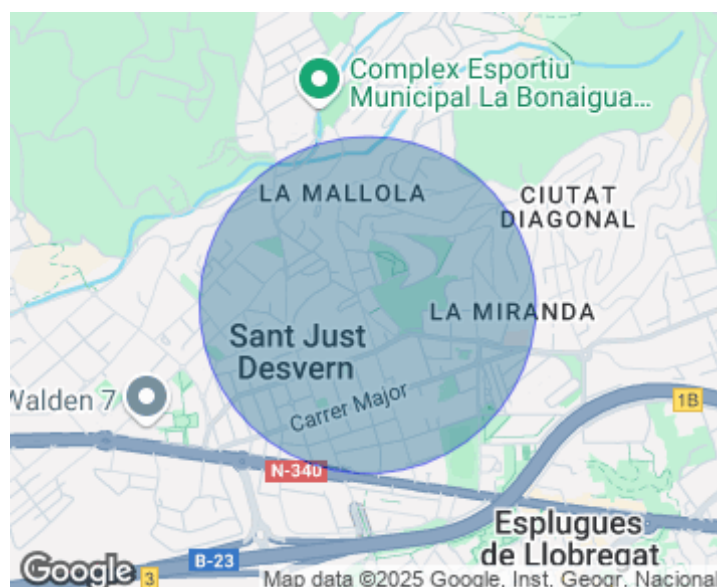 Complex Esportiu
Municipal La Bonaigua...
LA MALLOLA
CIUTAT
DIAGONAL
LA MIRANDA
Sant Just
Desvern
Walden 7
Carrer Major
1B
N-340
Esplugues
de Llobregat
B-23
3
Google
Map data ©2025 Google, Inst. Geogr. Nacional